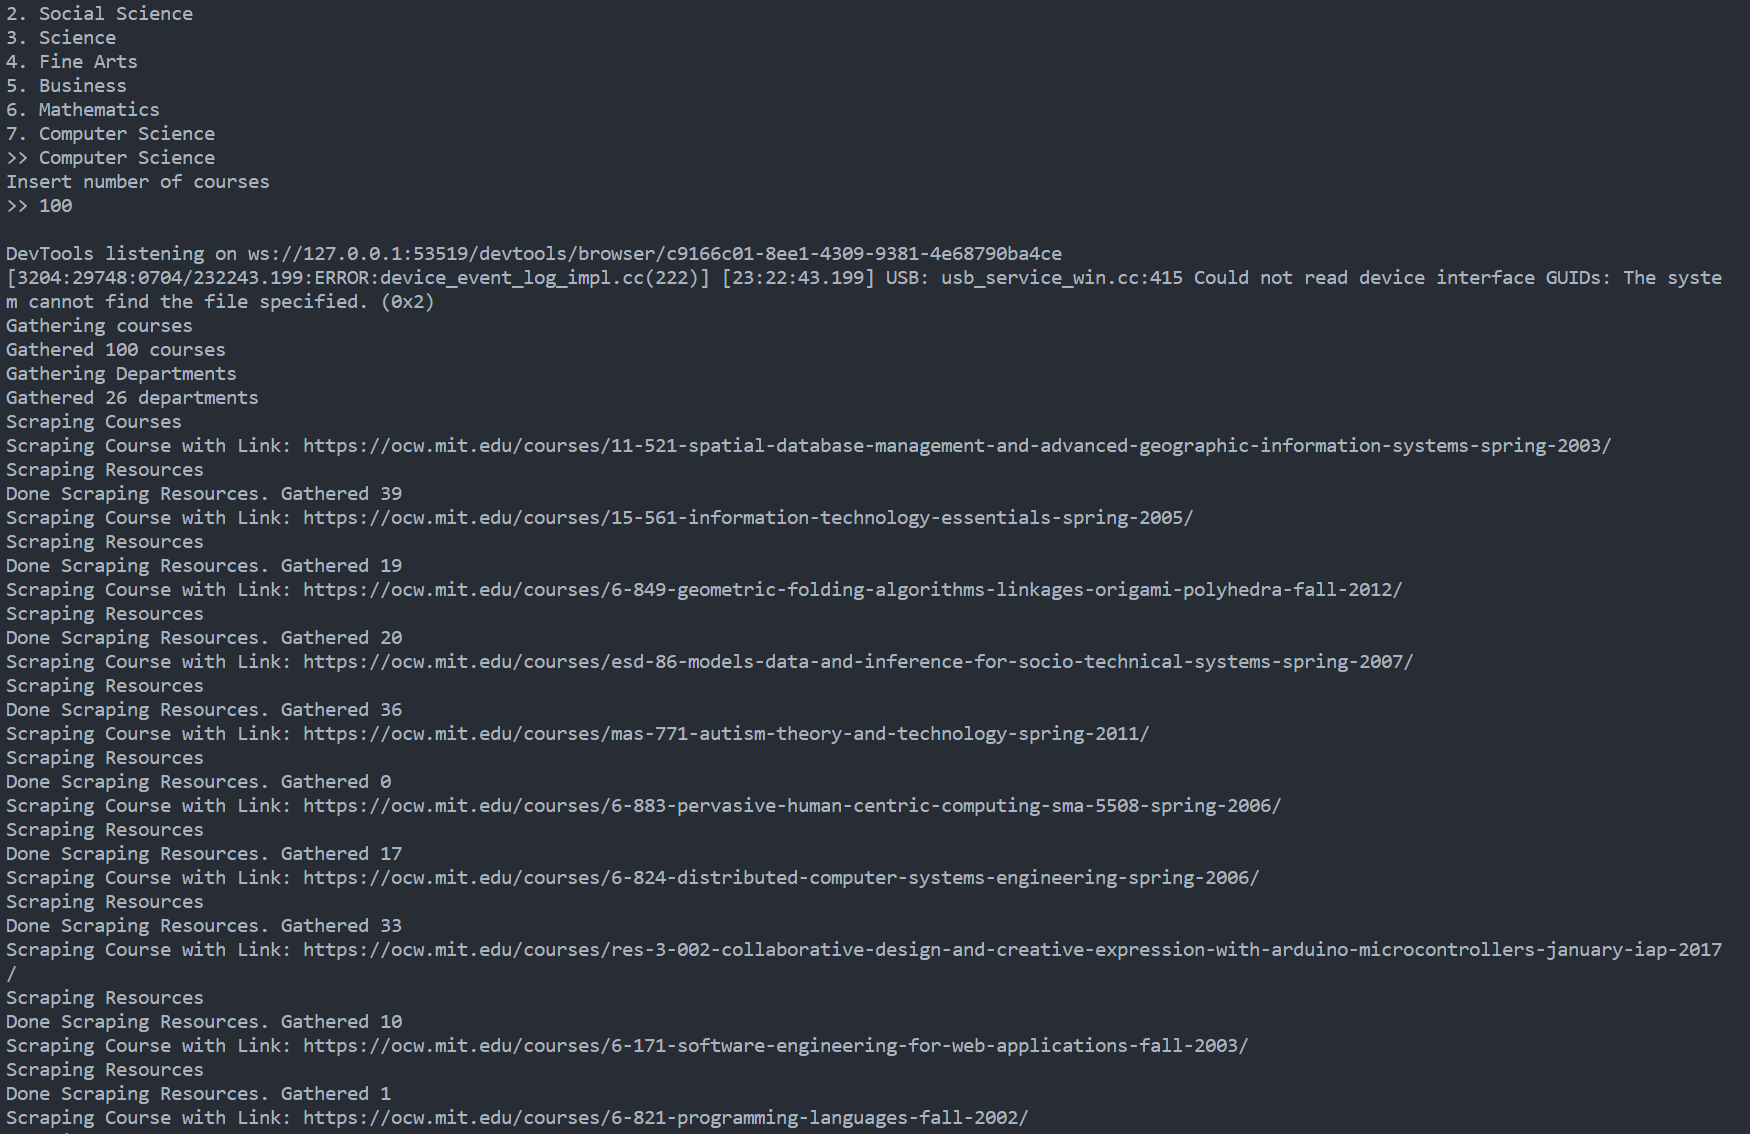 2. Social Science
3. Science
4. Fine Arts
5. Business
6. Mathematics
7. Computer Science
>> Computer Science
Insert number of courses
>> 100
DevTools listening on ws://127.0.0.1:53519/devtools/browser/c9166c01-8ee1-4309-9381-4e68790ba4ce
[3204:29748:0704/232243.199:ERROR:device_event_log_impl.cc(222)] [23:22:43.199] USB: usb_service_win.cc:415 Could not read device interface GUIDs: The syste
m cannot find the file specified. (0x2)
Gathering courses
Gathered 100 courses
Gathering Departments
Gathered 26 departments
Scraping Courses
Scraping Course with Link: https://ocw.mit.edu/courses/11-521-spatial-database-management-and-advanced-geographic-information-systems-spring-2003/
Scraping Resources
Done Scraping Resources. Gathered 39
Scraping Course with Link: https://ocw.mit.edu/courses/15-561-information-technology-essentials-spring-2005/
Scraping Resources
Done Scraping Resources. Gathered 19
Scraping Course with Link: https://ocw.mit.edu/courses/6-849-geometric-folding-algorithms-linkages-origami-polyhedra-fall-2012/
Scraping Resources
Done Scraping Resources. Gathered 20
Scraping Course with Link: https://ocw.mit.edu/courses/esd-86-models-data-and-inference-for-socio-technical-systems-spring-2007/
Scraping Resources
Done Scraping Resources. Gathered 36
Scraping Course with Link: https://ocw.mit.edu/courses/mas-771-autism-theory-and-technology-spring-2011/
Scraping Resources
Done Scraping Resources. Gathered 0
Scraping Course with Link: https://ocw.mit.edu/courses/6-883-pervasive-human-centric-computing-sma-5508-spring-2006/
Scraping Resources
Done Scraping Resources. Gathered 17
Scraping Course with Link: https://ocw.mit.edu/courses/6-824-distributed-computer-systems-engineering-spring-2006/
Scraping Resources
Done Scraping Resources. Gathered 33
Scraping Course with Link: https://ocw.mit.edu/courses/res-3-002-collaborative-design-and-creative-expression-with-arduino-microcontrollers-january-iap-2017
/
Scraping Resources
Done Scraping Resources. Gathered 10
Scraping Course with Link: https://ocw.mit.edu/courses/6-171-software-engineering-for-web-applications-fall-2003/
Scraping Resources
Done Scraping Resources. Gathered 1
Scraping Course with Link: https://ocw.mit.edu/courses/6-821-programming-languages-fall-2002/